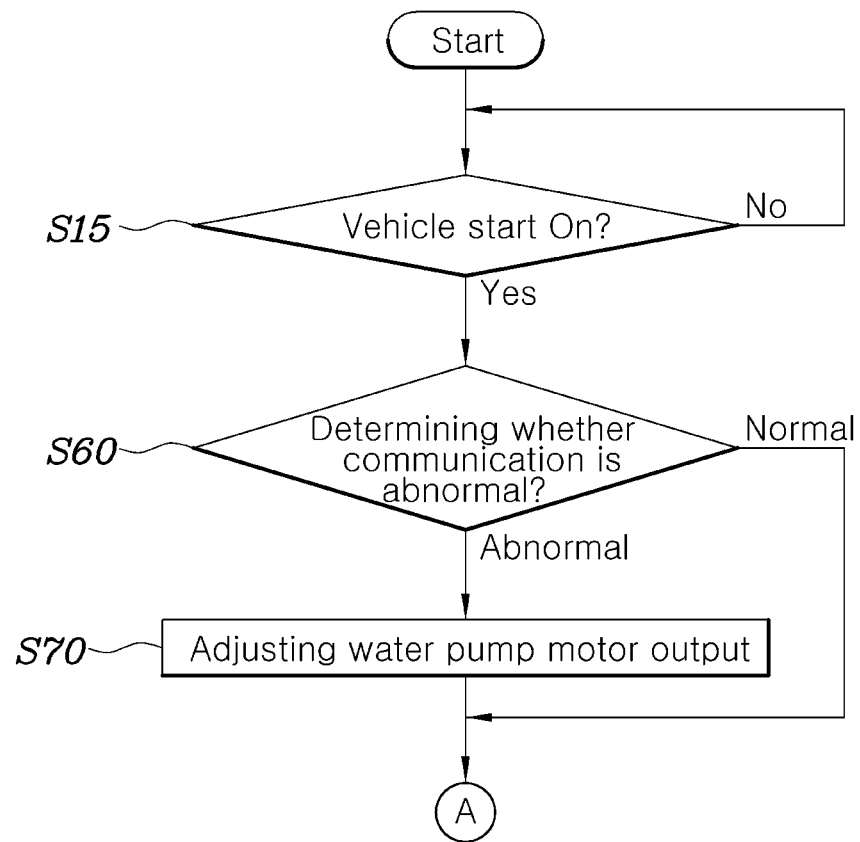 Start
S15
Vehicle start On?
No
Yes
S60
Determining whether
communication is
abnormal?
Normal
Abnormal
S70
Adjusting water pump motor output
A